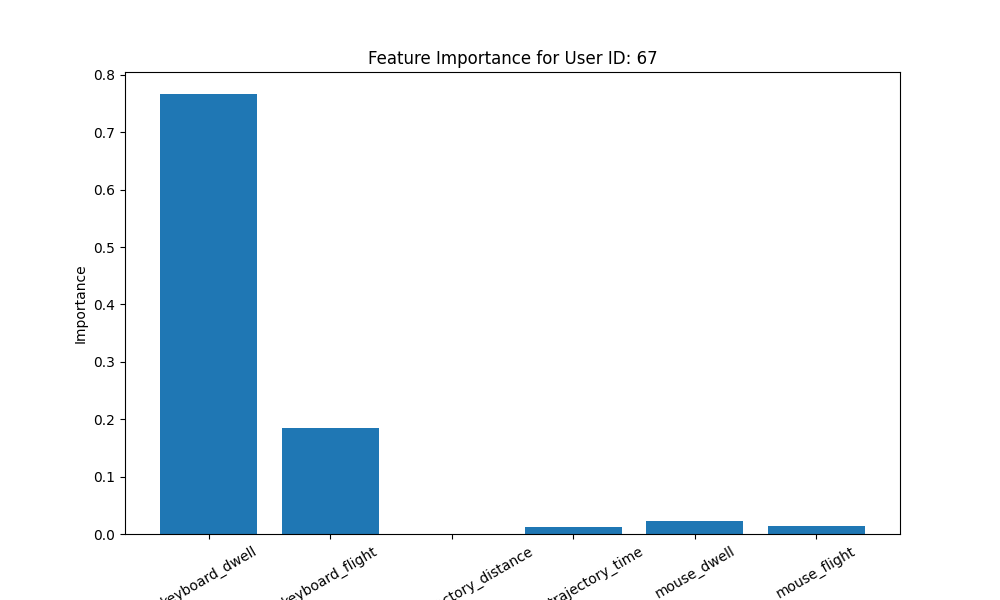 Feature Importance for User ID: 67
Importance
0.8
0.7
0.6
0.5
0.4
0.3
0.2
0.1
0.0
keyboard_dwell
keyboard_flight
ctory_distance
trajectory_time
mouse_dwell
mouse_flight